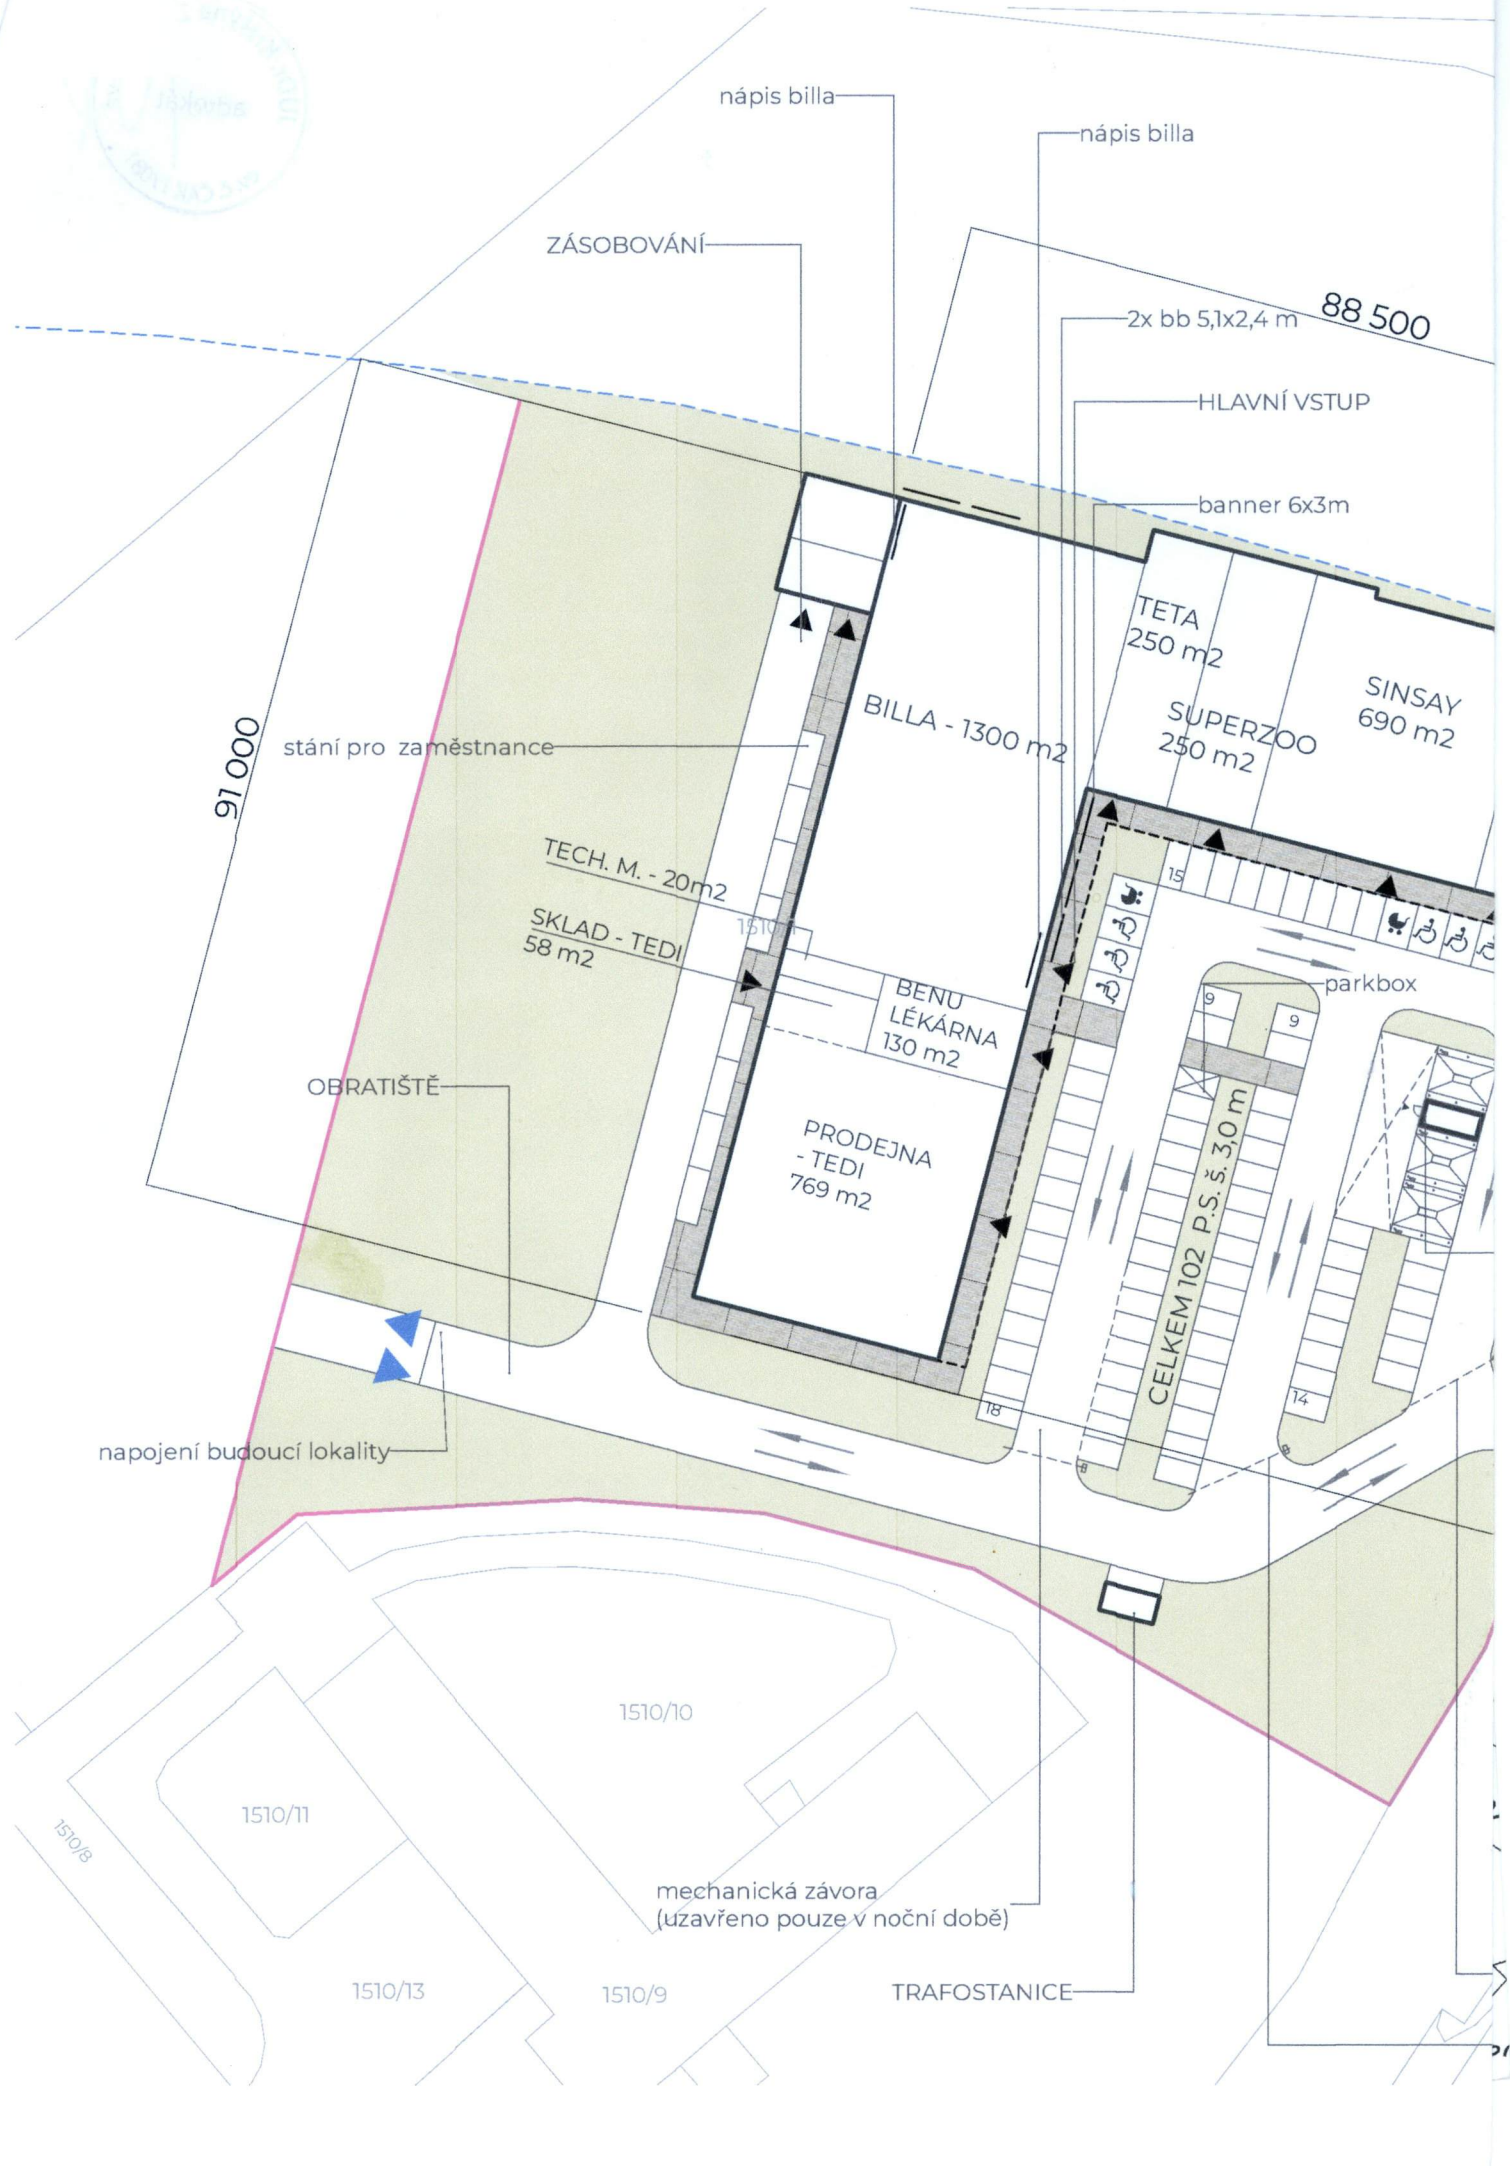 advokát
nápis billa
nápis billa
ZÁSOBOVÁNÍ
2x bb 5,1x2,4 m
88 500
HLAVNÍ VSTUP
banner 6x3m
TETA
250 m2
SINSAY
690 m2
BILLA - 1300 m2
SUPERZOO
250 m2
91 000
stání pro zaměstnance
TECH. M. - 20m2
15
SKLAD - TEDI
58 m2
BENU
LÉKÁRNA
130 m2
parkbox
9
9
OBRATIŠTĚ
PRODEJNA
- TEDI
769 m2
CELKEM 102 P.S. š. 3,0 m
18
14
napojení budoucí lokality
1510/10
1510/11
1510/8
mechanická závora
(uzavřeno pouze v noční době)
1510/13
1510/9
TRAFOSTANICE